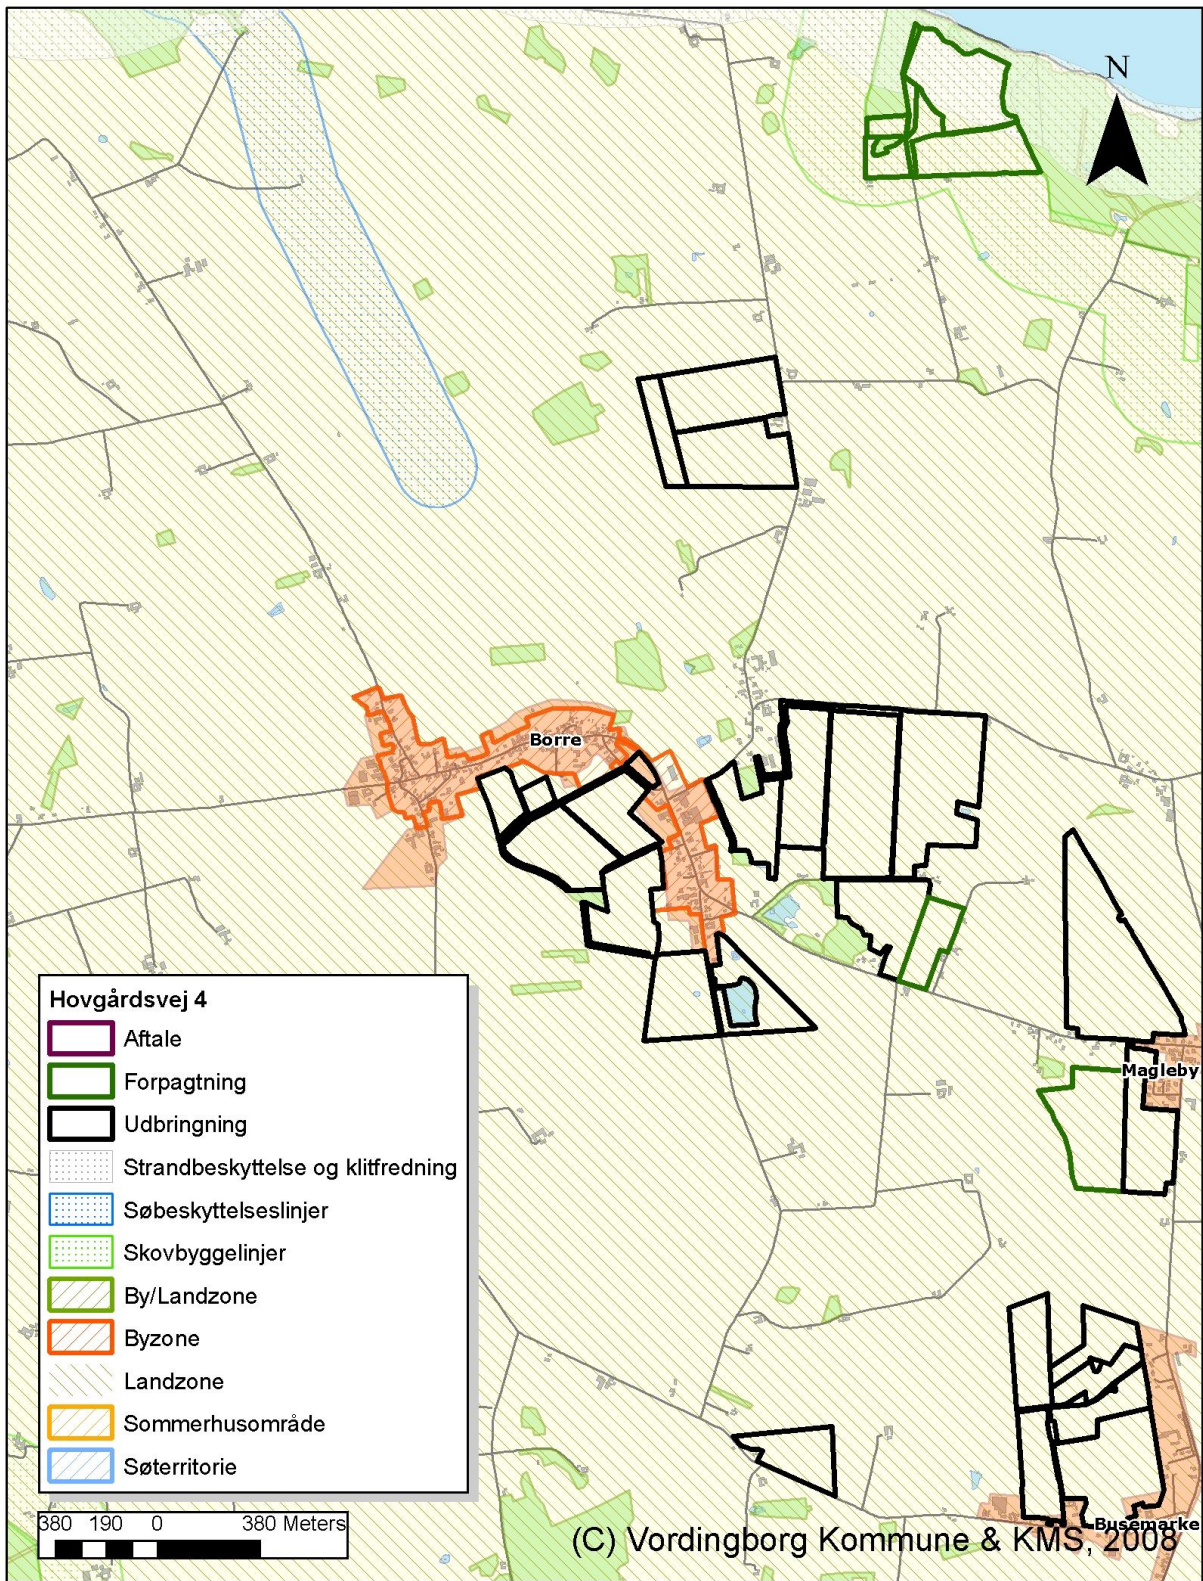 N
Borre
Magleby
Busemarke
Hovgårdsvej 4
Aftale
Forpagtning
Udbringning
Strandbeskyttelse og klitfredning
Søbeskyttelseslinjer
Skovbyggelinjer
By/Landzone
Byzone
Landzone
Sommerhusområde
Søterritorie
380 190 0 380 Meters
(C) Vordingborg Kommune & KMS, 2008